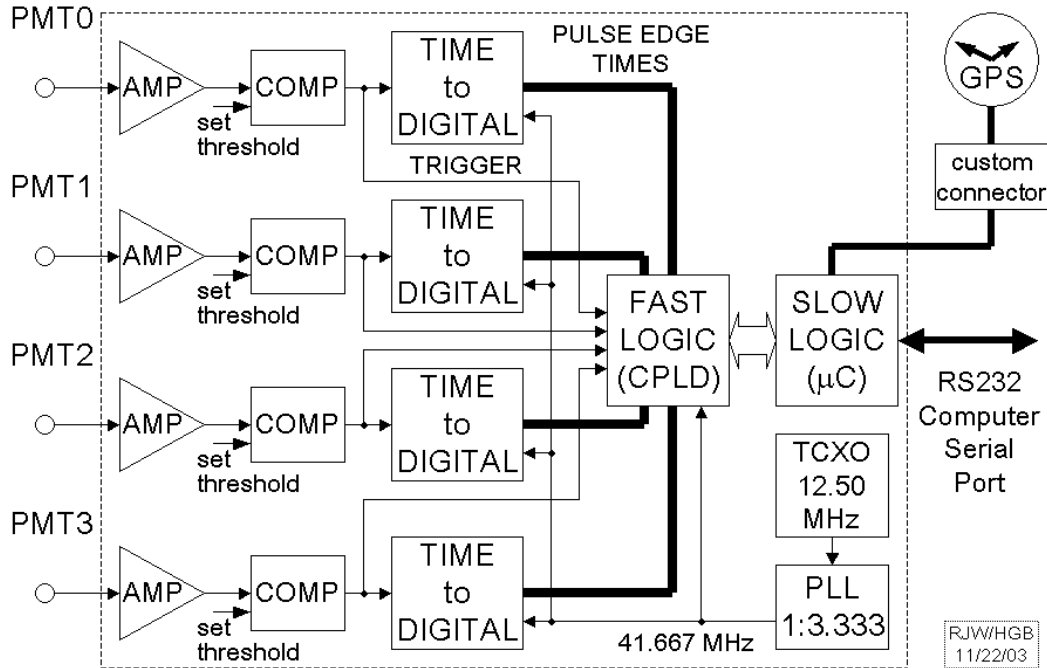 PMT0
AMP
COMP
set
threshold
TIME
to
DIGITAL
PULSE EDGE
TIMES
TRIGGER
GPS
custom
connector
PMT1
AMP
COMP
set
threshold
TIME
to
DIGITAL
FAST
LOGIC
(CPLD)
SLOW
LOGIC
(µC)
RS232
Computer
Serial
Port
PMT2
AMP
COMP
set
threshold
TIME
to
DIGITAL
TCXO
12.50
MHz
PMT3
AMP
COMP
set
threshold
TIME
to
DIGITAL
41.667 MHz
PLL
1:3.333
RJW/HGB
11/22/03